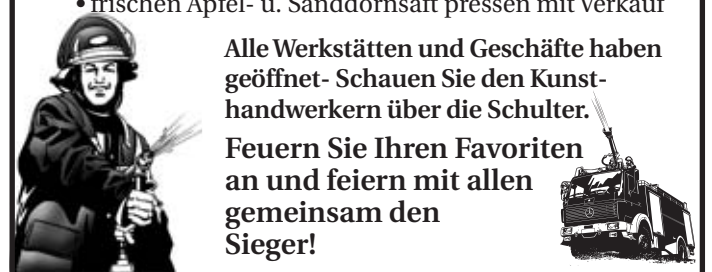 • frischen Apfel- u. Sanddornsaft pressen mit Verkauf
Alle Werkstätten und Geschäfte haben
geöffnet- Schauen Sie den Kunst-
handwerkern über die Schulter.
Feuern Sie Ihren Favoriten
an und feiern mit allen
gemeinsam den
Sieger!